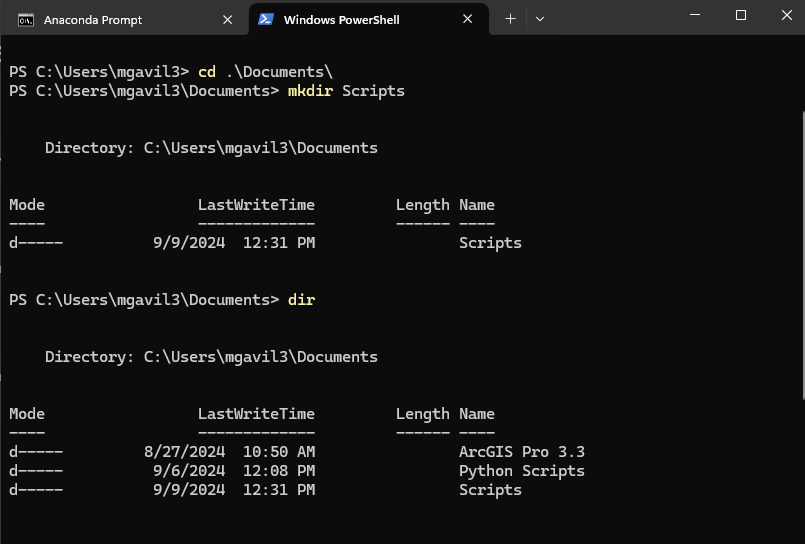 Anaconda Prompt
Windows PowerShell
PS C:\Users\mgavil3> cd .\Documents\
PS C:\Users\mgavil3\Documents> mkdir Scripts
Directory: C:\Users\mgavil3\Documents
Mode LastWriteTime Length Name
---- ------------- ------ ----
d----- 9/9/2024 12:31 PM Scripts
PS C:\Users\mgavil3\Documents> dir
Directory: C:\Users\mgavil3\Documents
Mode LastWriteTime Length Name
---- ------------- ------ ----
d----- 8/27/2024 10:50 AM ArcGIS Pro 3.3
d----- 9/6/2024 12:08 PM Python Scripts
d----- 9/9/2024 12:31 PM Scripts